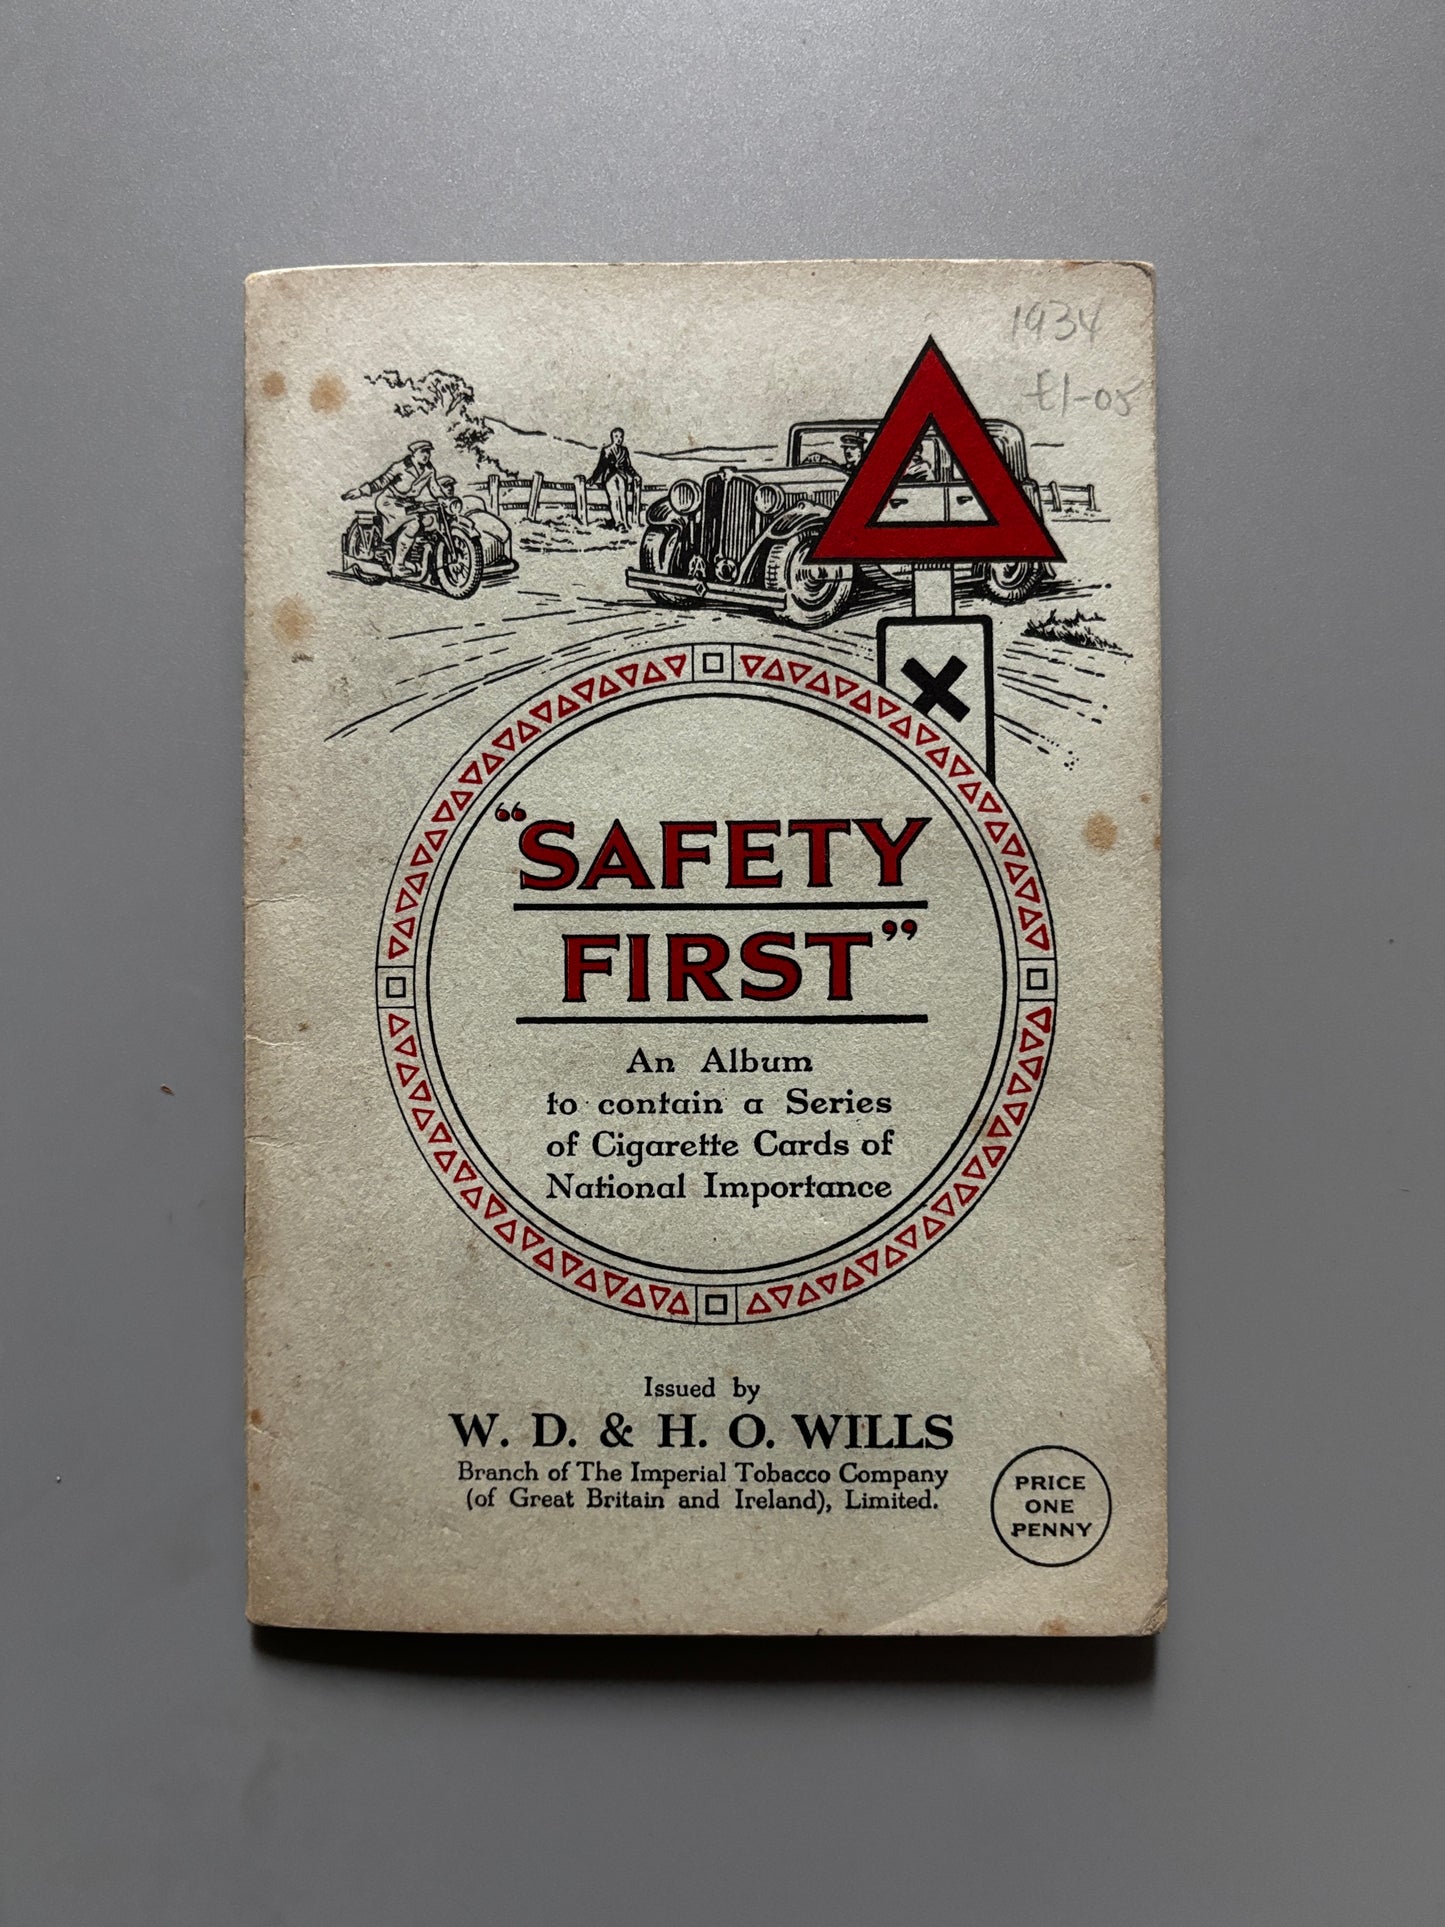 1934
£1-05
“SAFETY
FIRST”
An Album
to contain a Series
of Cigarette Cards of
National Importance
Issued by
W. D. & H. O. WILLS
Branch of The Imperial Tobacco Company
(of Great Britain and Ireland), Limited.
PRICE
ONE
PENNY